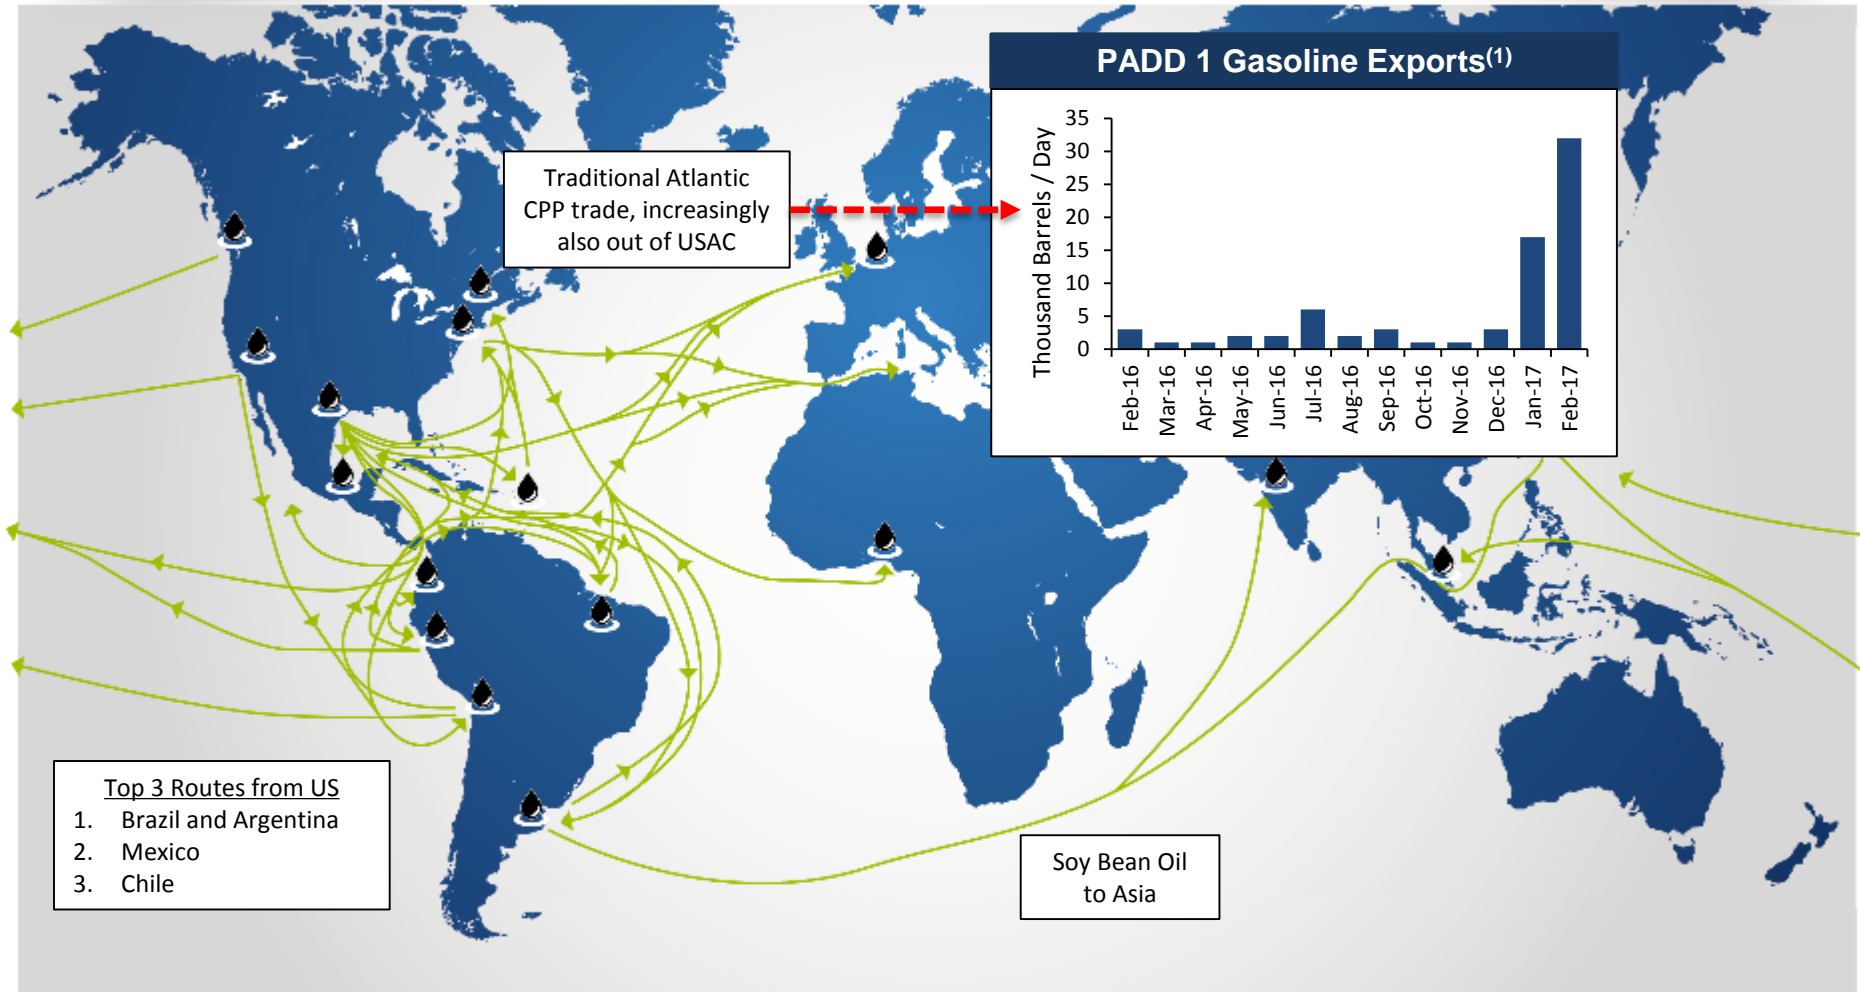 PADD 1 Gasoline Exports(1)
Thousand Barrels / Day
35
30
25
20
15
10
5
0
Feb-16
Mar-16
Apr-16
May-16
Jun-16
Jul-16
Aug-16
Sep-16
Oct-16
Nov-16
Dec-16
Jan-17
Feb-17
Traditional Atlantic
CPP trade, increasingly
also out of USAC
Top 3 Routes from US
1. Brazil and Argentina
2. Mexico
3. Chile
Soy Bean Oil
to Asia